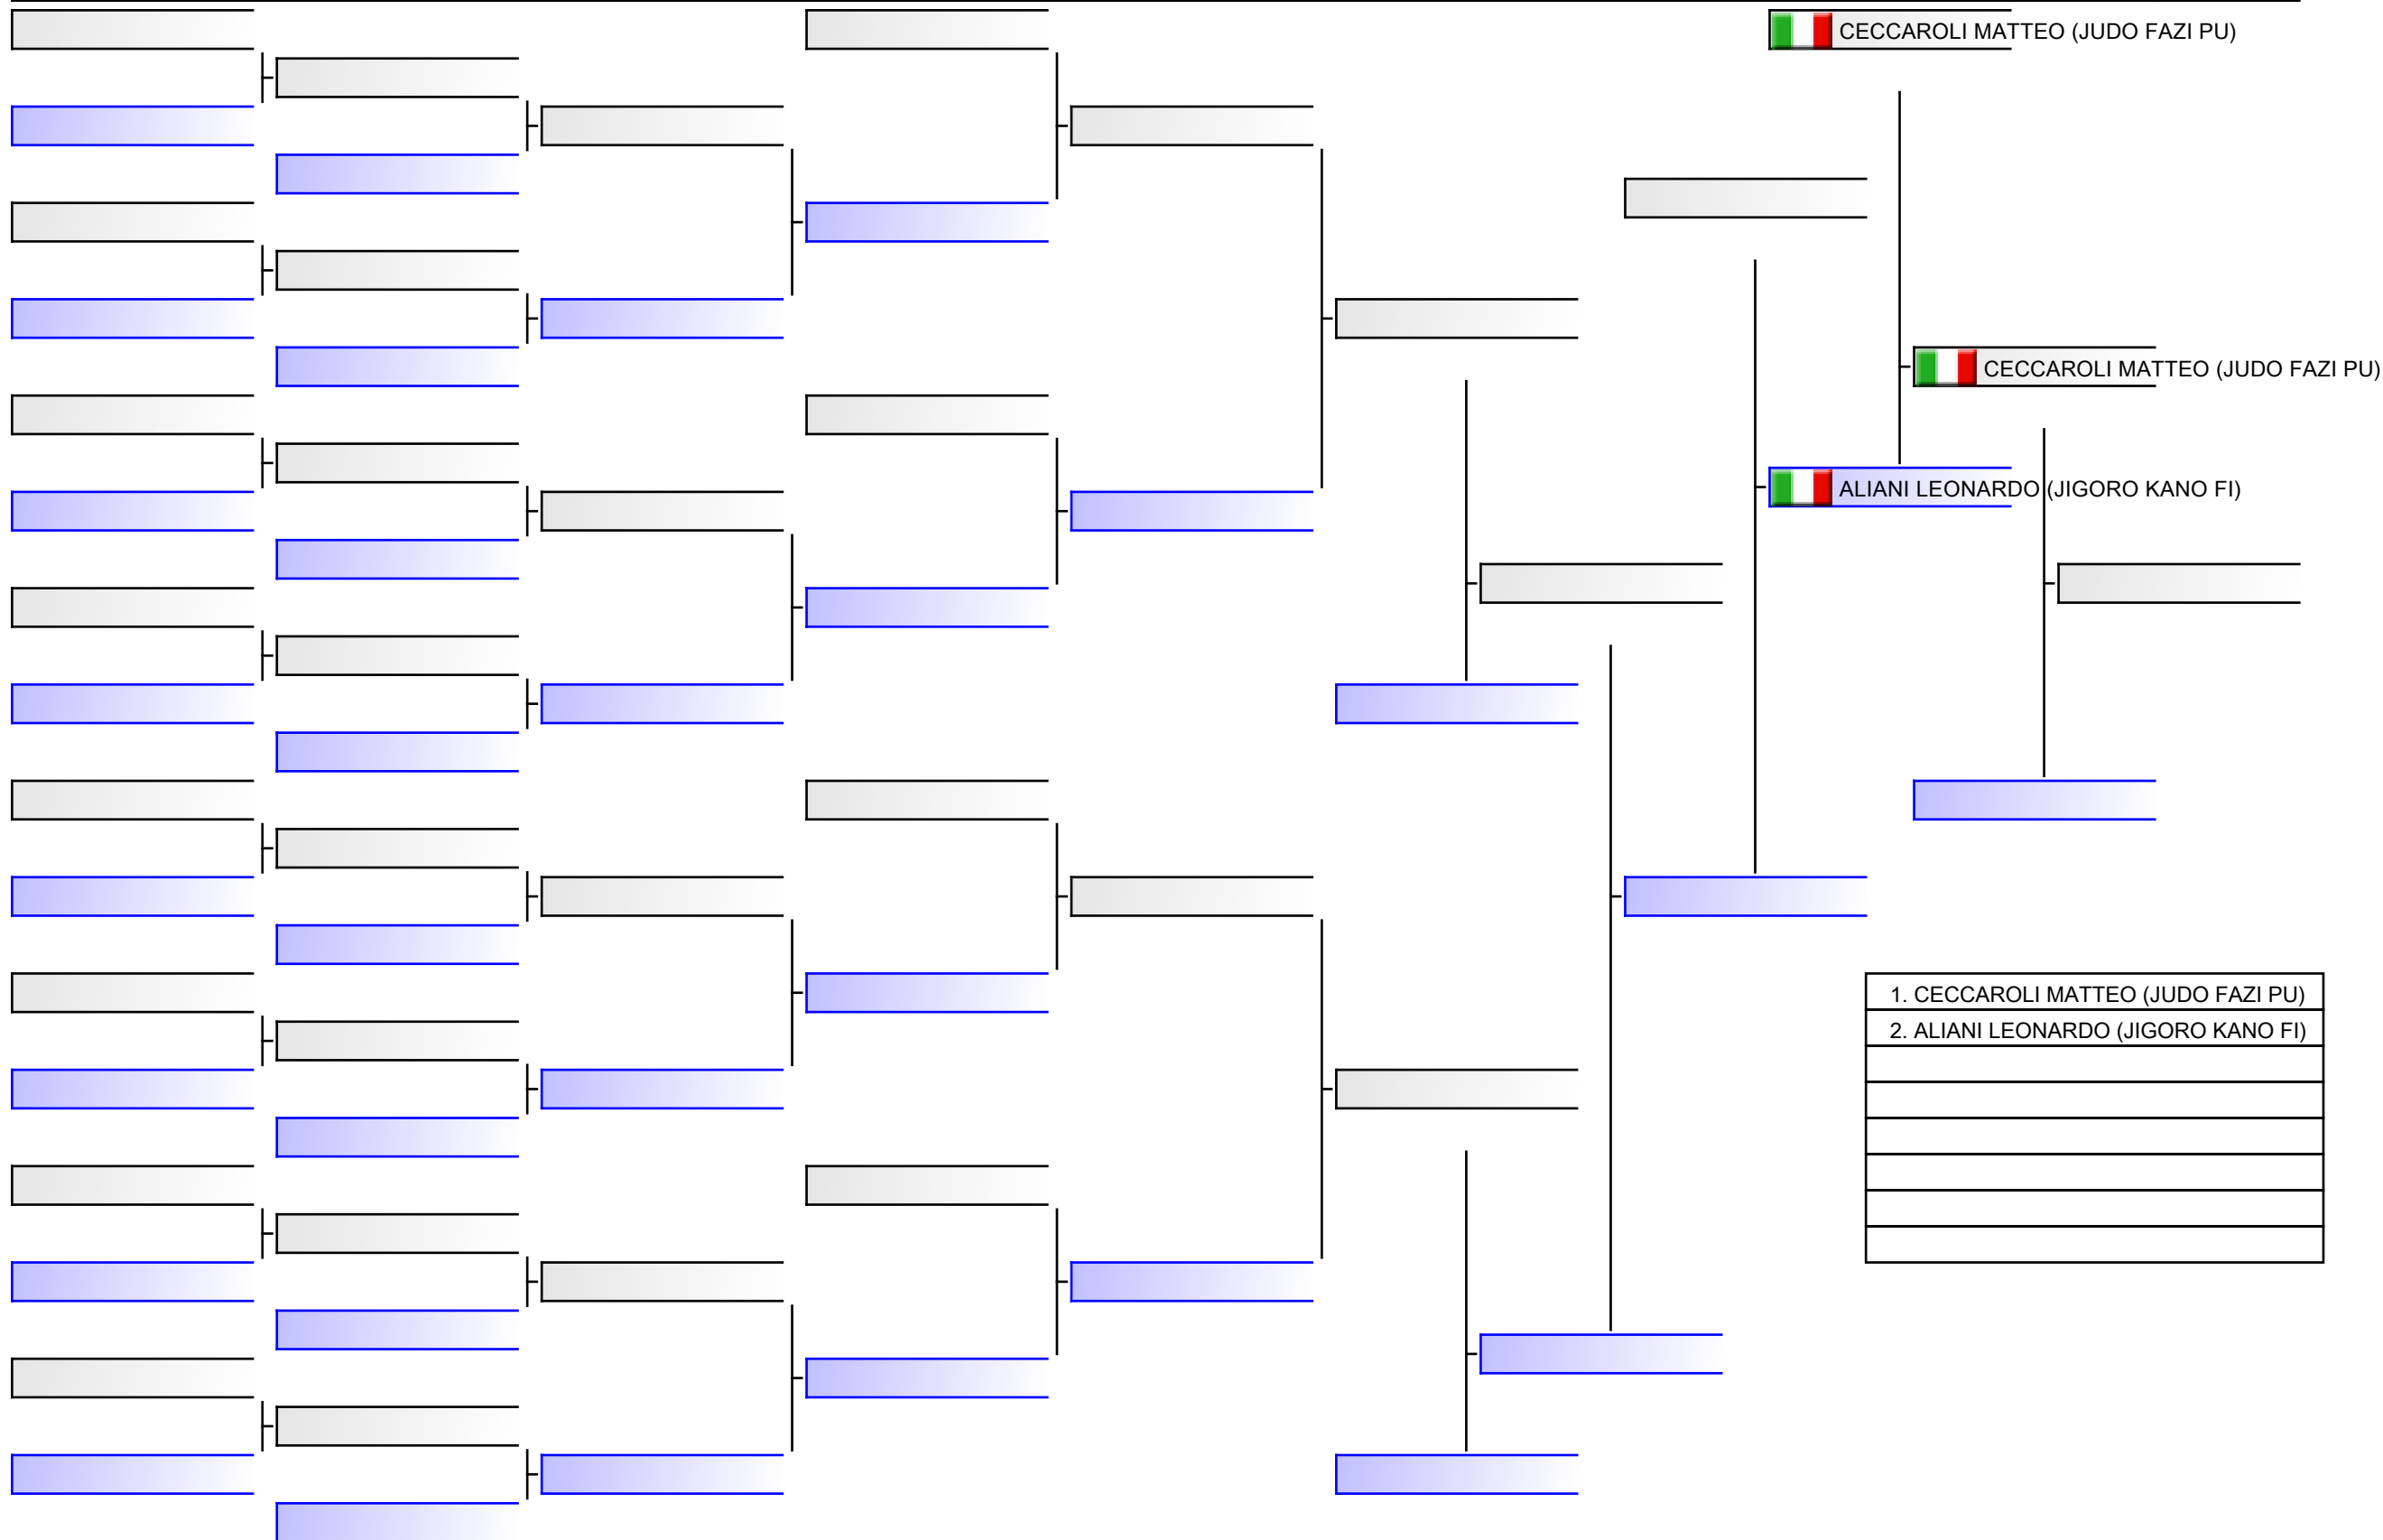 CECCAROLI MATTEO (JUDO FAZI PU)
CECCAROLI MATTEO (JUDO FAZI PU)
ALIANI LEONARDO (JIGORO KANO FI)
1. CECCAROLI MATTEO (JUDO FAZI PU)
2. ALIANI LEONARDO (JIGORO KANO FI)